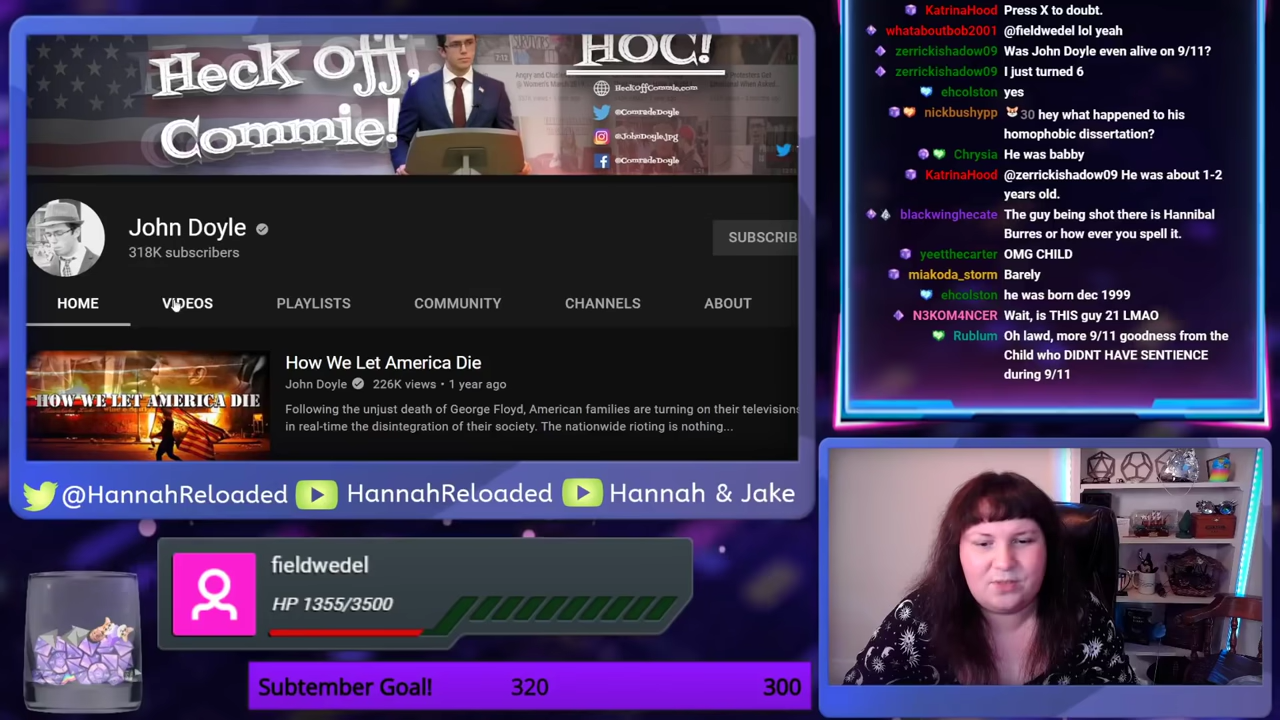 Heck Off,
Commie!
HOC!
HeckOffCommie.com
@ComradeDoyle
@JohnDoyle.jpg
@ComradeDoyle
John Doyle
318K subscribers
SUBSCRIB
HOME VIDEOS PLAYLISTS COMMUNITY CHANNELS ABOUT
HOW WE LET AMERICA DIE
How We Let America Die
John Doyle 226K views • 1 year ago
Following the unjust death of George Floyd, American families are turning on their televisions
in real-time the disintegration of their society. The nationwide rioting is nothing...
@HannahReloaded HannahReloaded Hannah & Jake
fieldwedel
HP 1355/3500
Subtember Goal! 320 300
KatrinaHood Press X to doubt.
whataboutbob2001 @fieldwedel lol yeah
zerrickishadow09 Was John Doyle even alive on 9/11?
zerrickishadow09 I just turned 6
ehcolston yes
nickbushypp 30 hey what happened to his
homophobic dissertation?
Chrysia He was babby
KatrinaHood @zerrickishadow09 He was about 1-2
years old.
blackwinghecate The guy being shot there is Hannibal
Burres or how ever you spell it.
yeetthecarter OMG CHILD
miakoda_storm Barely
ehcolston he was born dec 1999
N3KOM4NCER Wait, is THIS guy 21 LMAO
Rublum Oh lawd, more 9/11 goodness from the
Child who DIDNT HAVE SENTIENCE
during 9/11